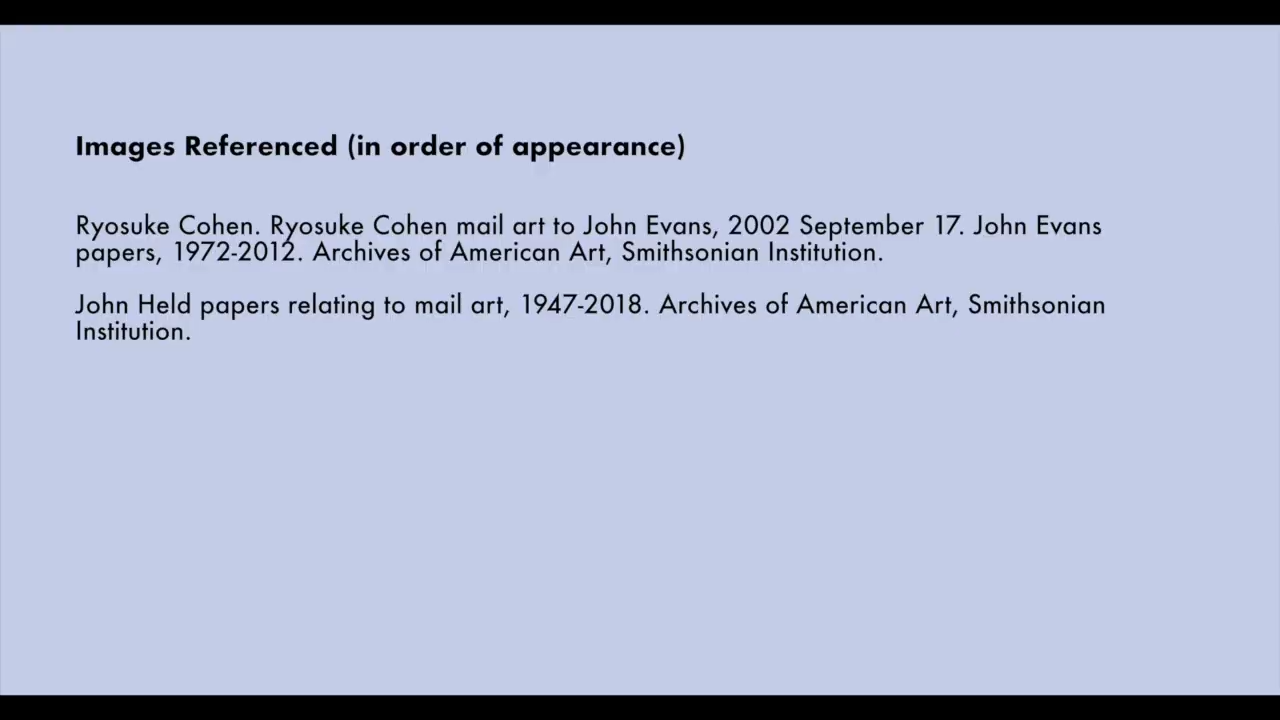 Images Referenced (in order of appearance)
Ryosuke Cohen. Ryosuke Cohen mail art to John Evans, 2002 September 17. John Evans
papers, 1972-2012. Archives of American Art, Smithsonian Institution.
John Held papers relating to mail art, 1947-2018. Archives of American Art, Smithsonian
Institution.